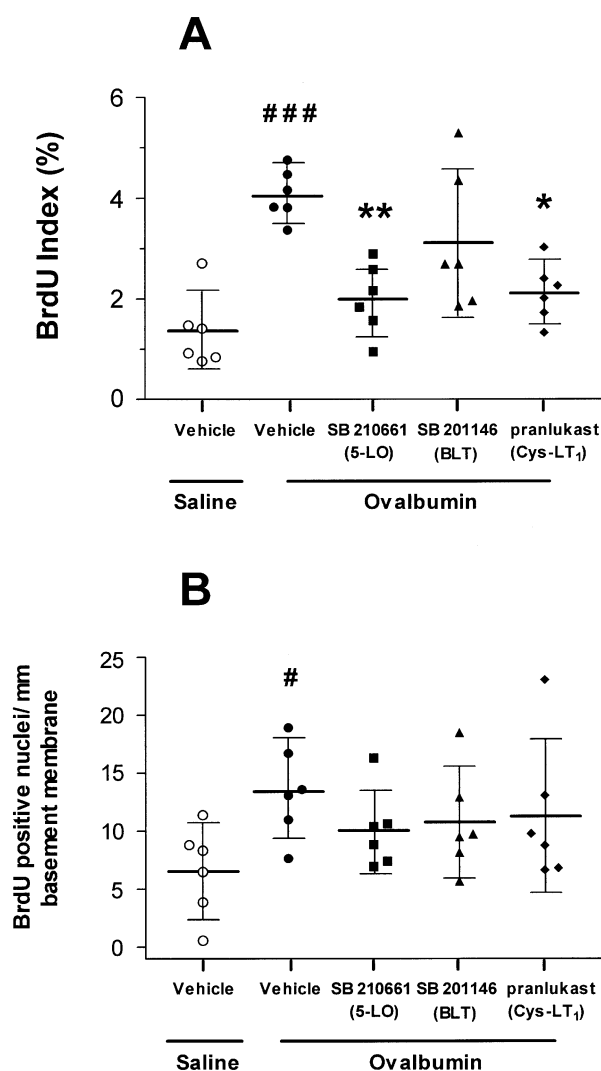 A
BrdU Index (%)
6
4
2
0
###
**
*
Vehicle Vehicle SB 210661 SB 201146 pranlukast
(5-LO) (BLT) (Cys-LT₁)
Saline Ovalbumin
B
BrdU positive nuclei/ mm
basement membrane
25
20
15
10
5
0
#
Vehicle Vehicle SB 210661 SB 201146 pranlukast
(5-LO) (BLT) (Cys-LT₁)
Saline Ovalbumin